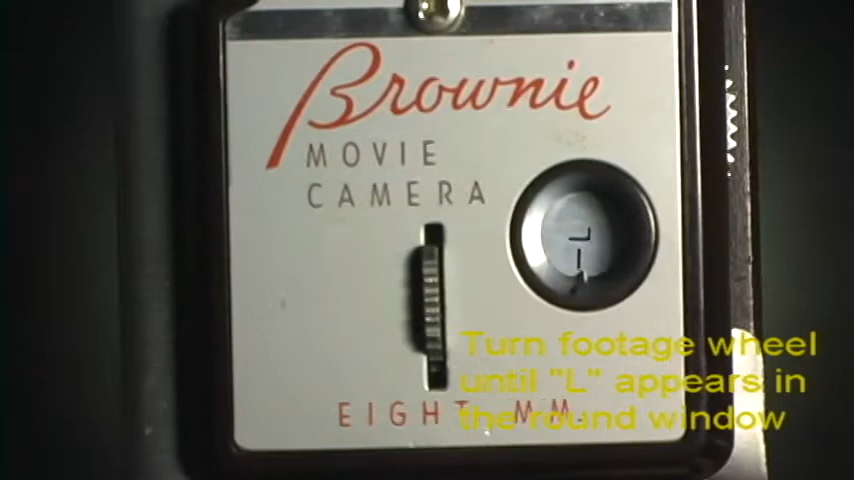 Brownie
MOVIE
CAMERA
L
Turn footage wheel
until "L" appears in
the round window
EIGHT MM.